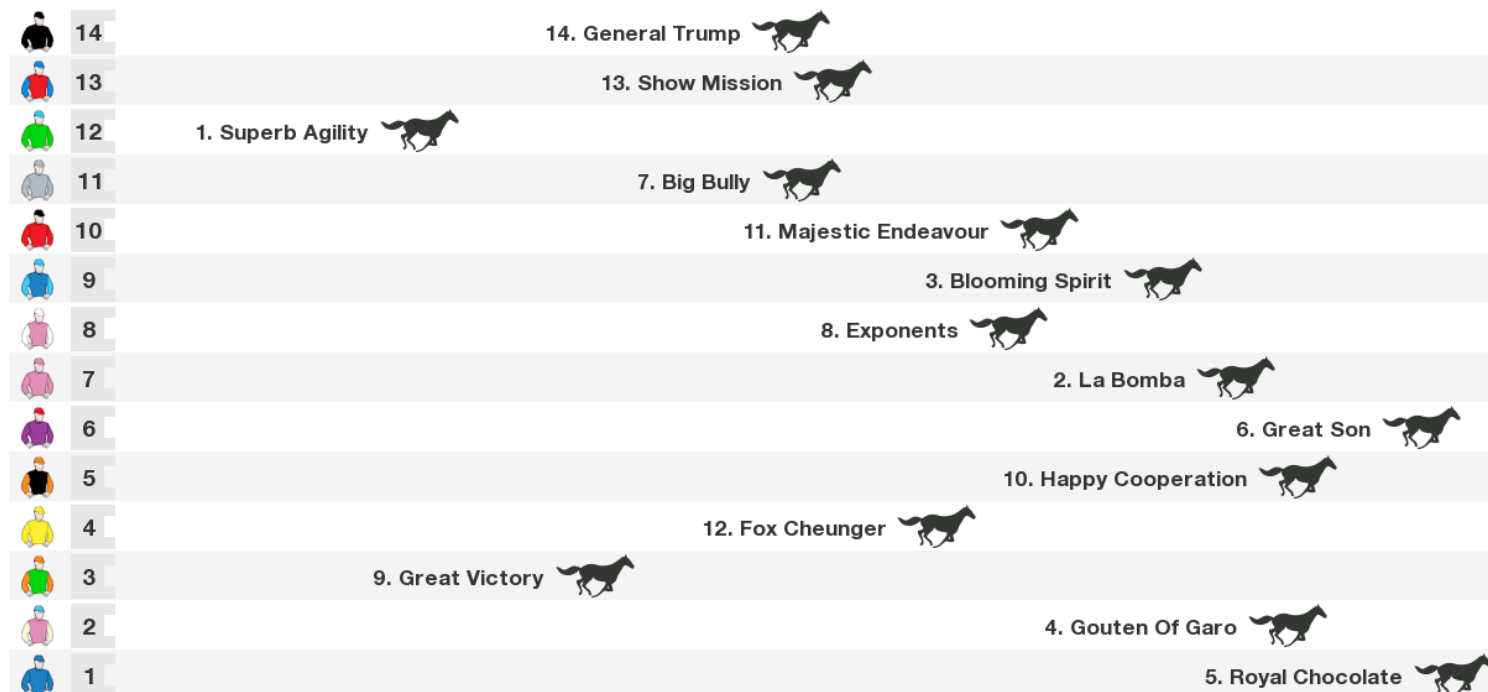 14 14. General Trump
13 13. Show Mission
12 1. Superb Agility
11 7. Big Bully
10 11. Majestic Endeavour
9 3. Blooming Spirit
8 8. Exponents
7 2. La Bomba
6 6. Great Son
5 10. Happy Cooperation
4 12. Fox Cheunger
3 9. Great Victory
2 4. Gouten Of Garo
1 5. Royal Chocolate